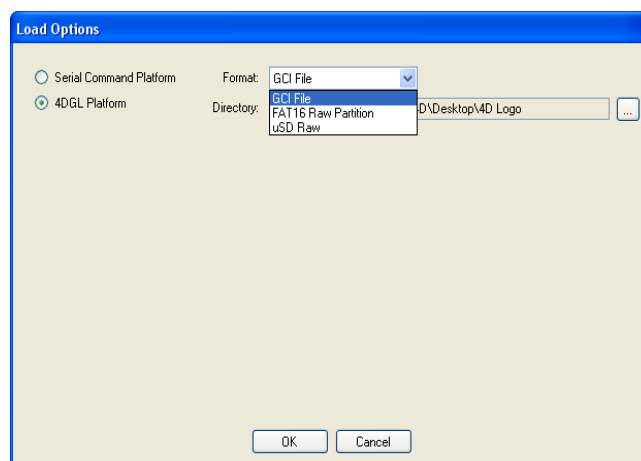 Load Options
Serial Command Platform Format: GCI File
4DGL Platform Directory: GCI File D\Desktop\4D Logo ...
FAT16 Raw Partition
uSD Raw
OK Cancel